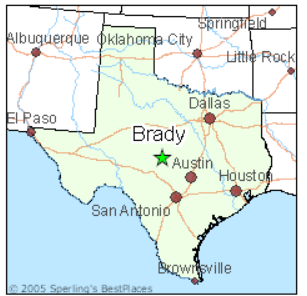 Springfield
Albuquerque
Oklahoma City
Little Rock
Dallas
El Paso
Brady
Austin
Houston
San Antonio
Brownsville
© 2005 Sperling's BestPlaces